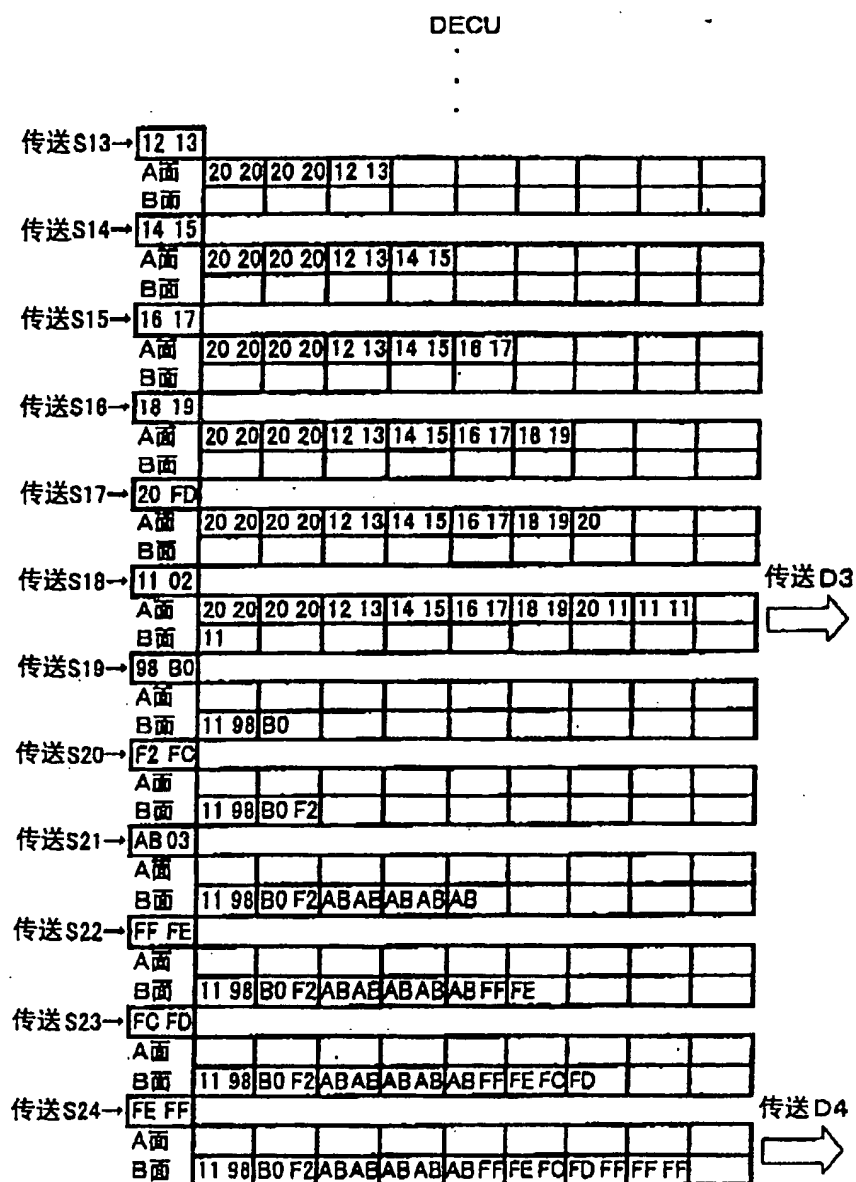 DECU
传送S13→ 12 13
A面 20 20 20 20 12 13
B面
传送S14→ 14 15
A面 20 20 20 20 12 13 14 15
B面
传送S15→ 16 17
A面 20 20 20 20 12 13 14 15 16 17
B面
传送S16→ 18 19
A面 20 20 20 20 12 13 14 15 16 17 18 19
B面
传送S17→ 20 FD
A面 20 20 20 20 12 13 14 15 16 17 18 19 20
B面
传送S18→ 11 02 传送D3
A面 20 20 20 20 12 13 14 15 16 17 18 19 20 11 11 11
B面 11
传送S19→ 98 B0
A面
B面 11 98 B0
传送S20→ F2 FC
A面
B面 11 98 B0 F2
传送S21→ AB 03
A面
B面 11 98 B0 F2 AB AB AB AB AB
传送S22→ FF FE
A面
B面 11 98 B0 F2 AB AB AB AB AB FF FE
传送S23→ FC FD
A面
B面 11 98 B0 F2 AB AB AB AB AB FF FE FC FD
传送S24→ FE FF 传送D4
A面
B面 11 98 B0 F2 AB AB AB AB AB FF FE FC FD FF FF FF